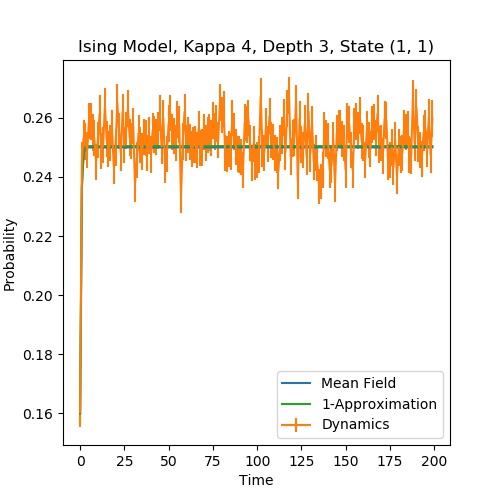 Ising Model, Kappa 4, Depth 3, State (1, 1)
Probability
0.26
0.24
0.22
0.20
0.18
0.16
Mean Field
1-Approximation
Dynamics
0 25 50 75 100 125 150 175 200
Time